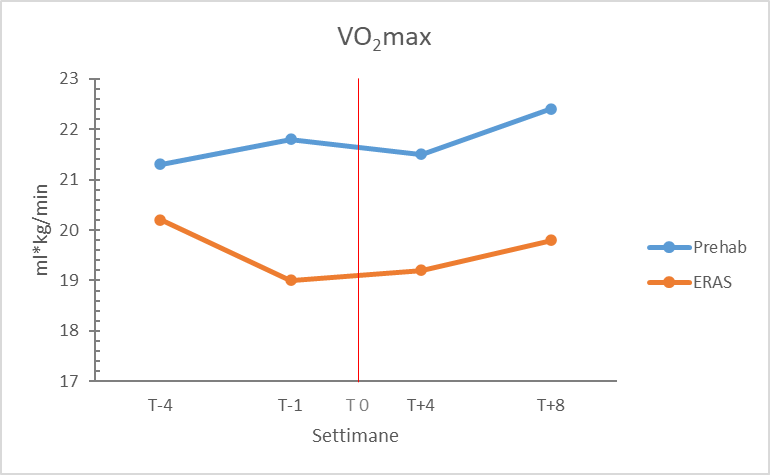 VO₂max
23
22
21
20
19
18
17
ml*kg/min
T-4 T-1 T 0 T+4 T+8
Settimane
Prehab
ERAS